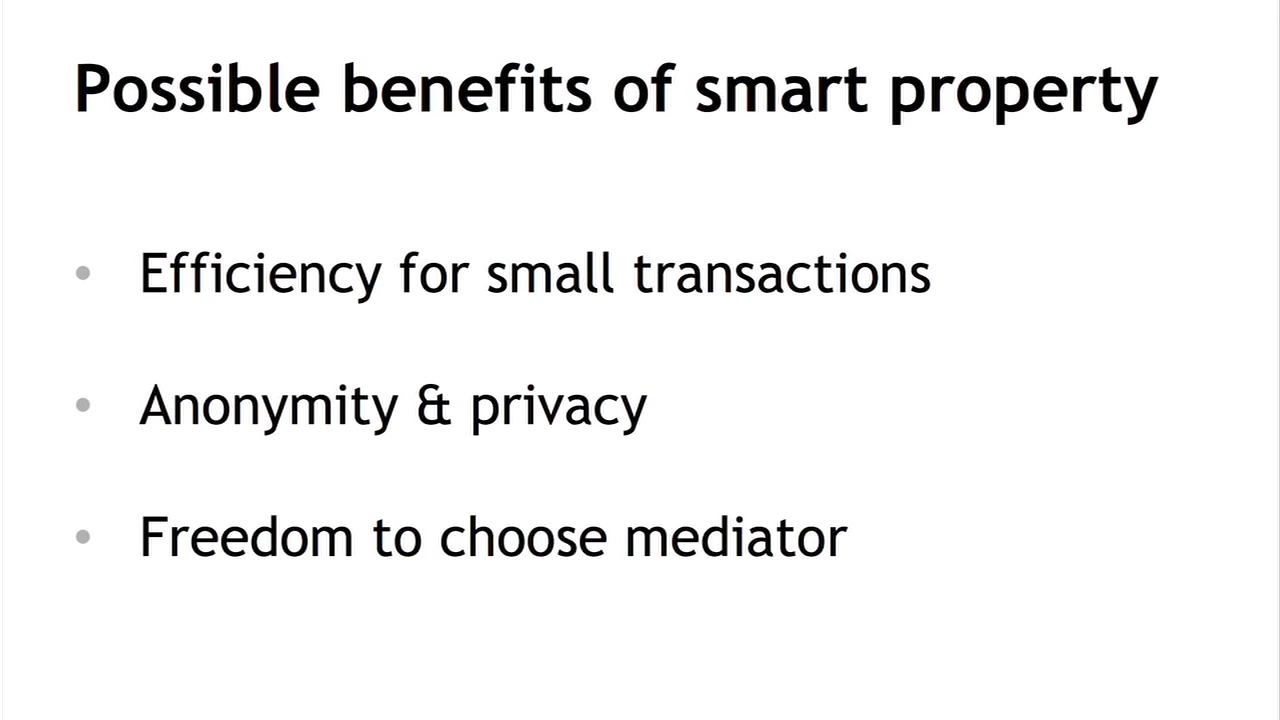 Possible benefits of smart property
• Efficiency for small transactions
• Anonymity & privacy
• Freedom to choose mediator